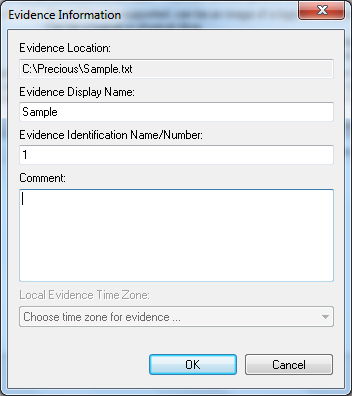 Evidence Information
Evidence Location:
C:\Precious\Sample.txt
Evidence Display Name:
Sample
Evidence Identification Name/Number:
1
Comment:
Local Evidence Time Zone:
Choose time zone for evidence ...
OK
Cancel